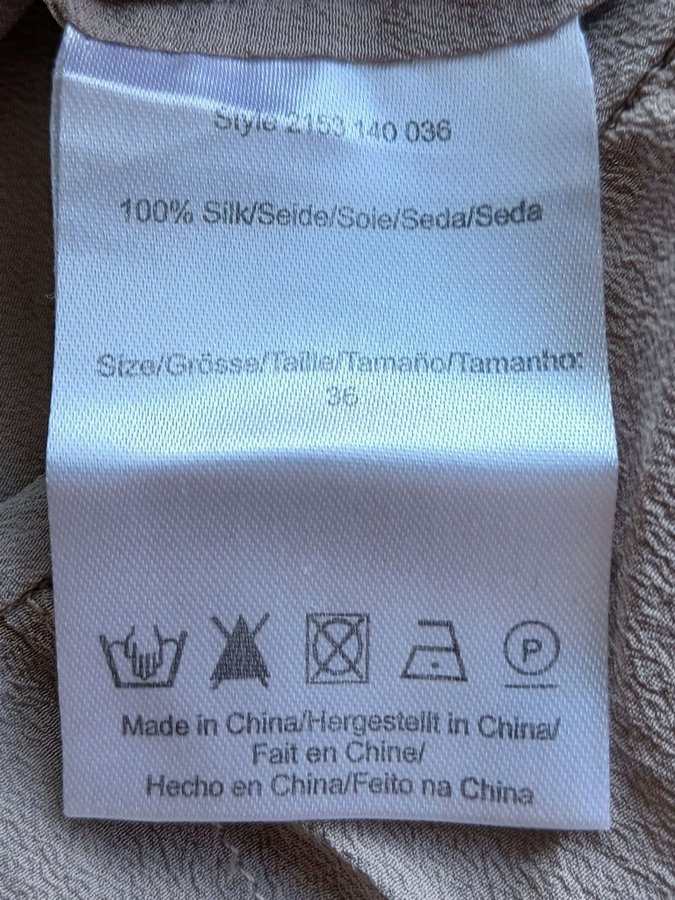 Style 2153 140 036
100% Silk/Seide/Soie/Seda/Seda
Size/Grösse/Taille/Tamaño/Tamanho:
36
P
Made in China/Hergestellt in China/
Fait en Chine/
Hecho en China/Feito na China